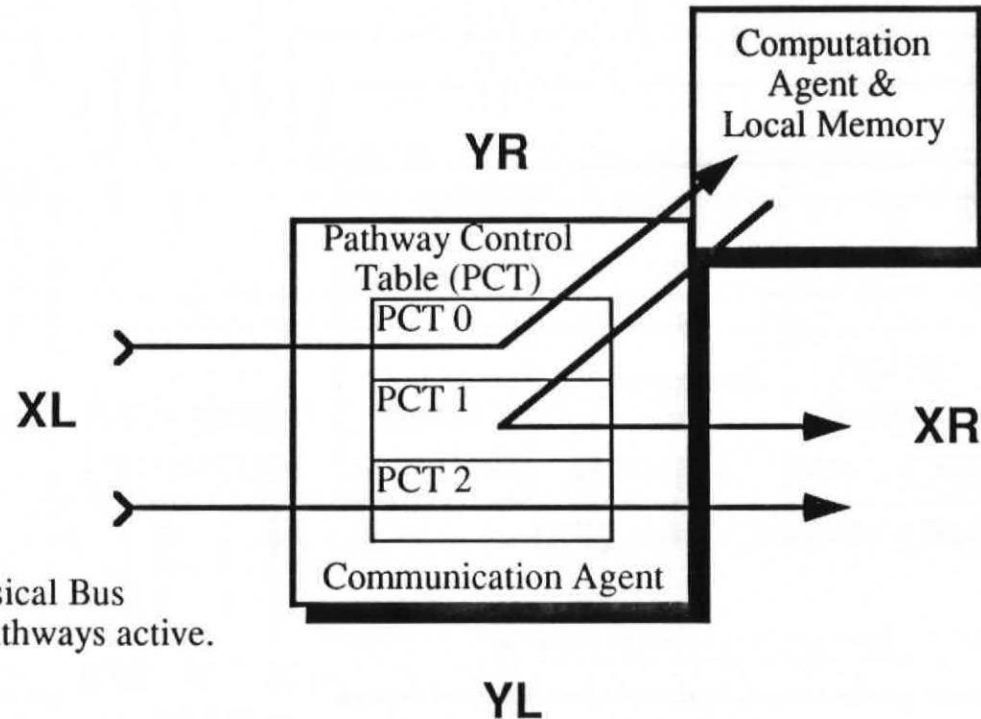 Computation
Agent &
Local Memory
YR
Pathway Control
Table (PCT)
PCT 0
PCT 1
XL
XR
PCT 2
Communication Agent
sical Bus
athways active.
YL